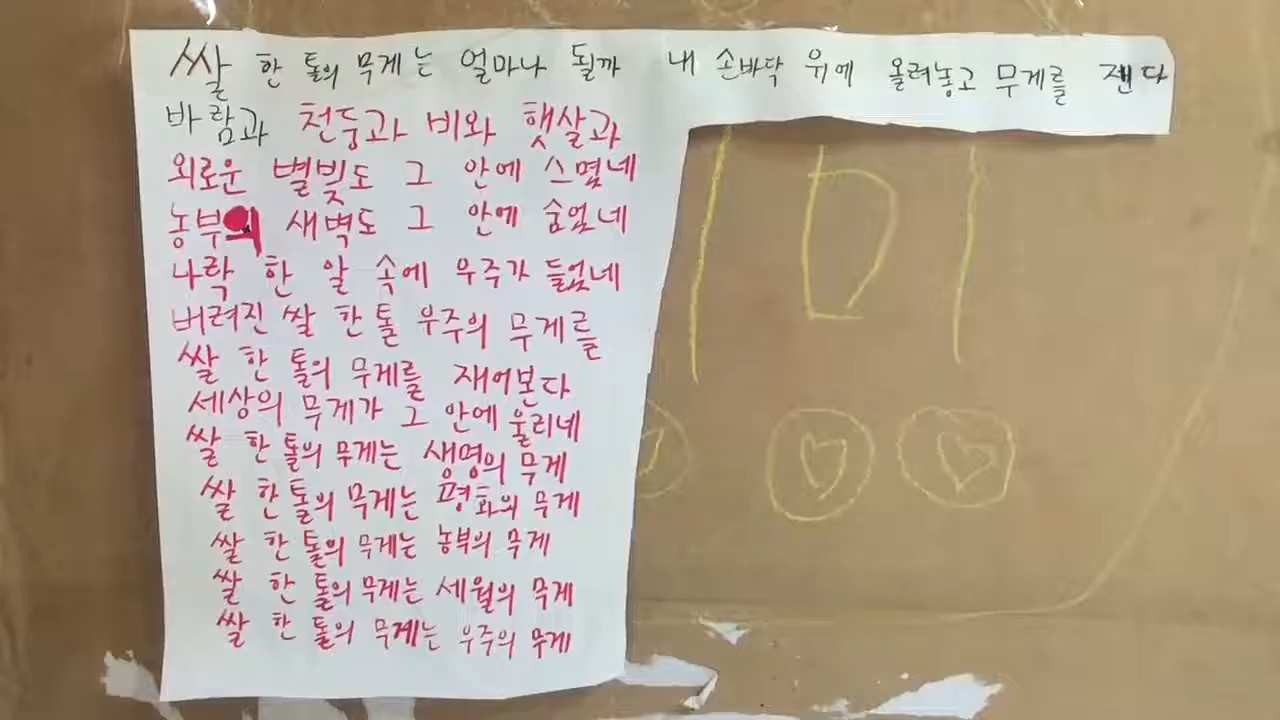 쌀 한 톨의 무게는 얼마나 될까 내 손바닥 위에 올려놓고 무게를 잰다
바람과 천둥과 비와 햇살과
외로운 별빛도 그 안에 스몄네
농부의 새벽도 그 안에 숨었네
나락 한 알 속에 우주가 들었네
버려진 쌀 한 톨 우주의 무게를
쌀 한 톨의 무게를 재어본다
세상의 무게가 그 안에 울리네
쌀 한 톨의 무게는 생명의 무게
쌀 한 톨의 무게는 평화의 무게
쌀 한 톨의 무게는 농부의 무게
쌀 한 톨의 무게는 세월의 무게
쌀 한 톨의 무게는 우주의 무게